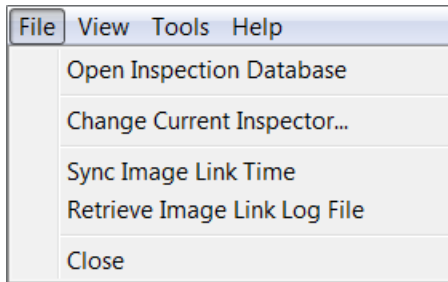 File View Tools Help
Open Inspection Database
Change Current Inspector...
Sync Image Link Time
Retrieve Image Link Log File
Close